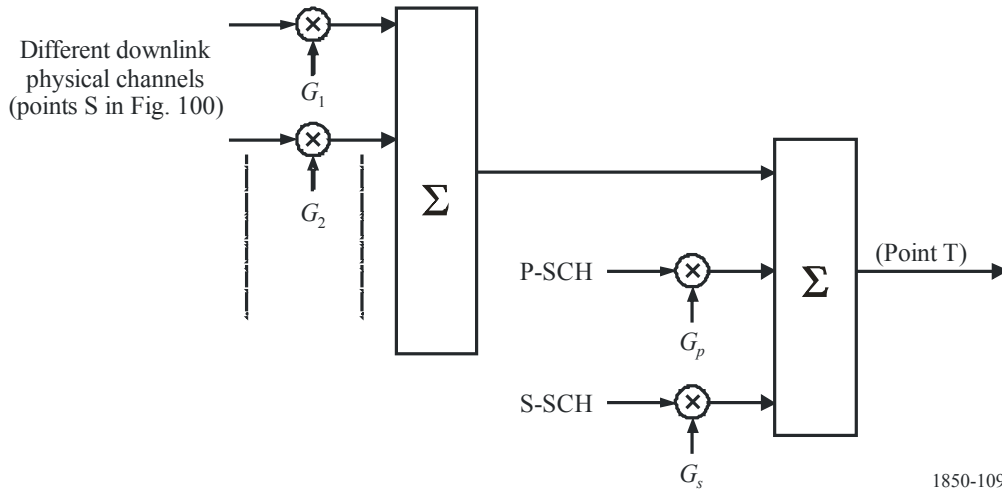 Different downlink
physical channels
(points S in Fig. 100)
G1
G2
Σ
P-SCH
Gp
S-SCH
Gs
Σ
(Point T)
1850-109